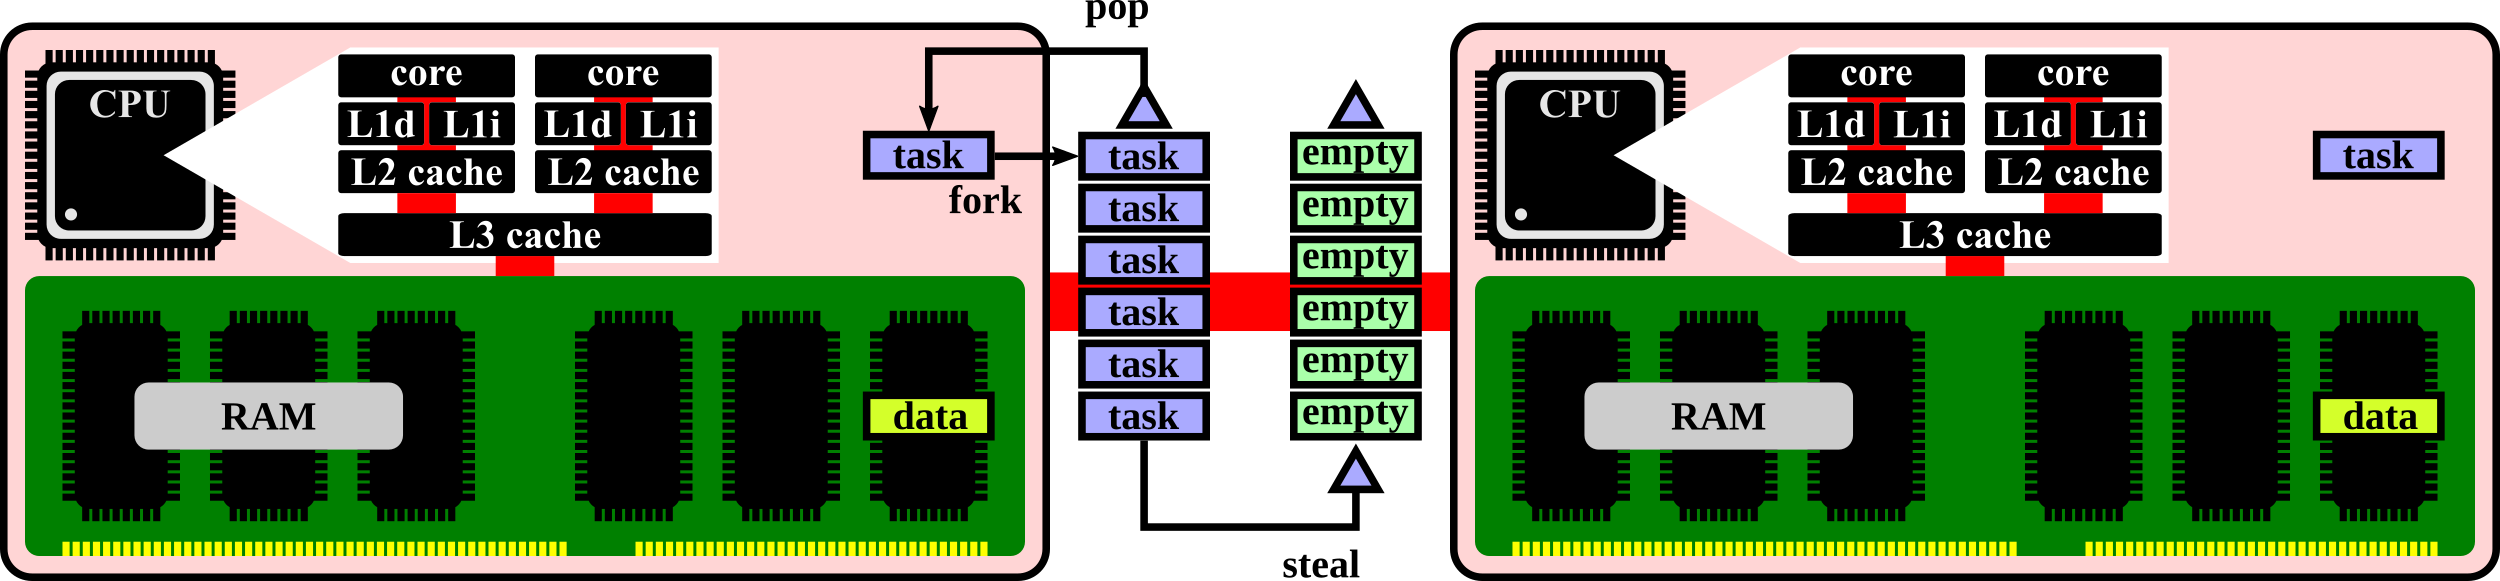 pop
CPU
core
core
L1d
L1i
L1d
L1i
L2 cache
L2 cache
L3 cache
RAM
data
task
fork
task
task
task
task
task
task
empty
empty
empty
empty
empty
empty
steal
CPU
core
core
L1d
L1i
L1d
L1i
L2 cache
L2 cache
L3 cache
RAM
task
data